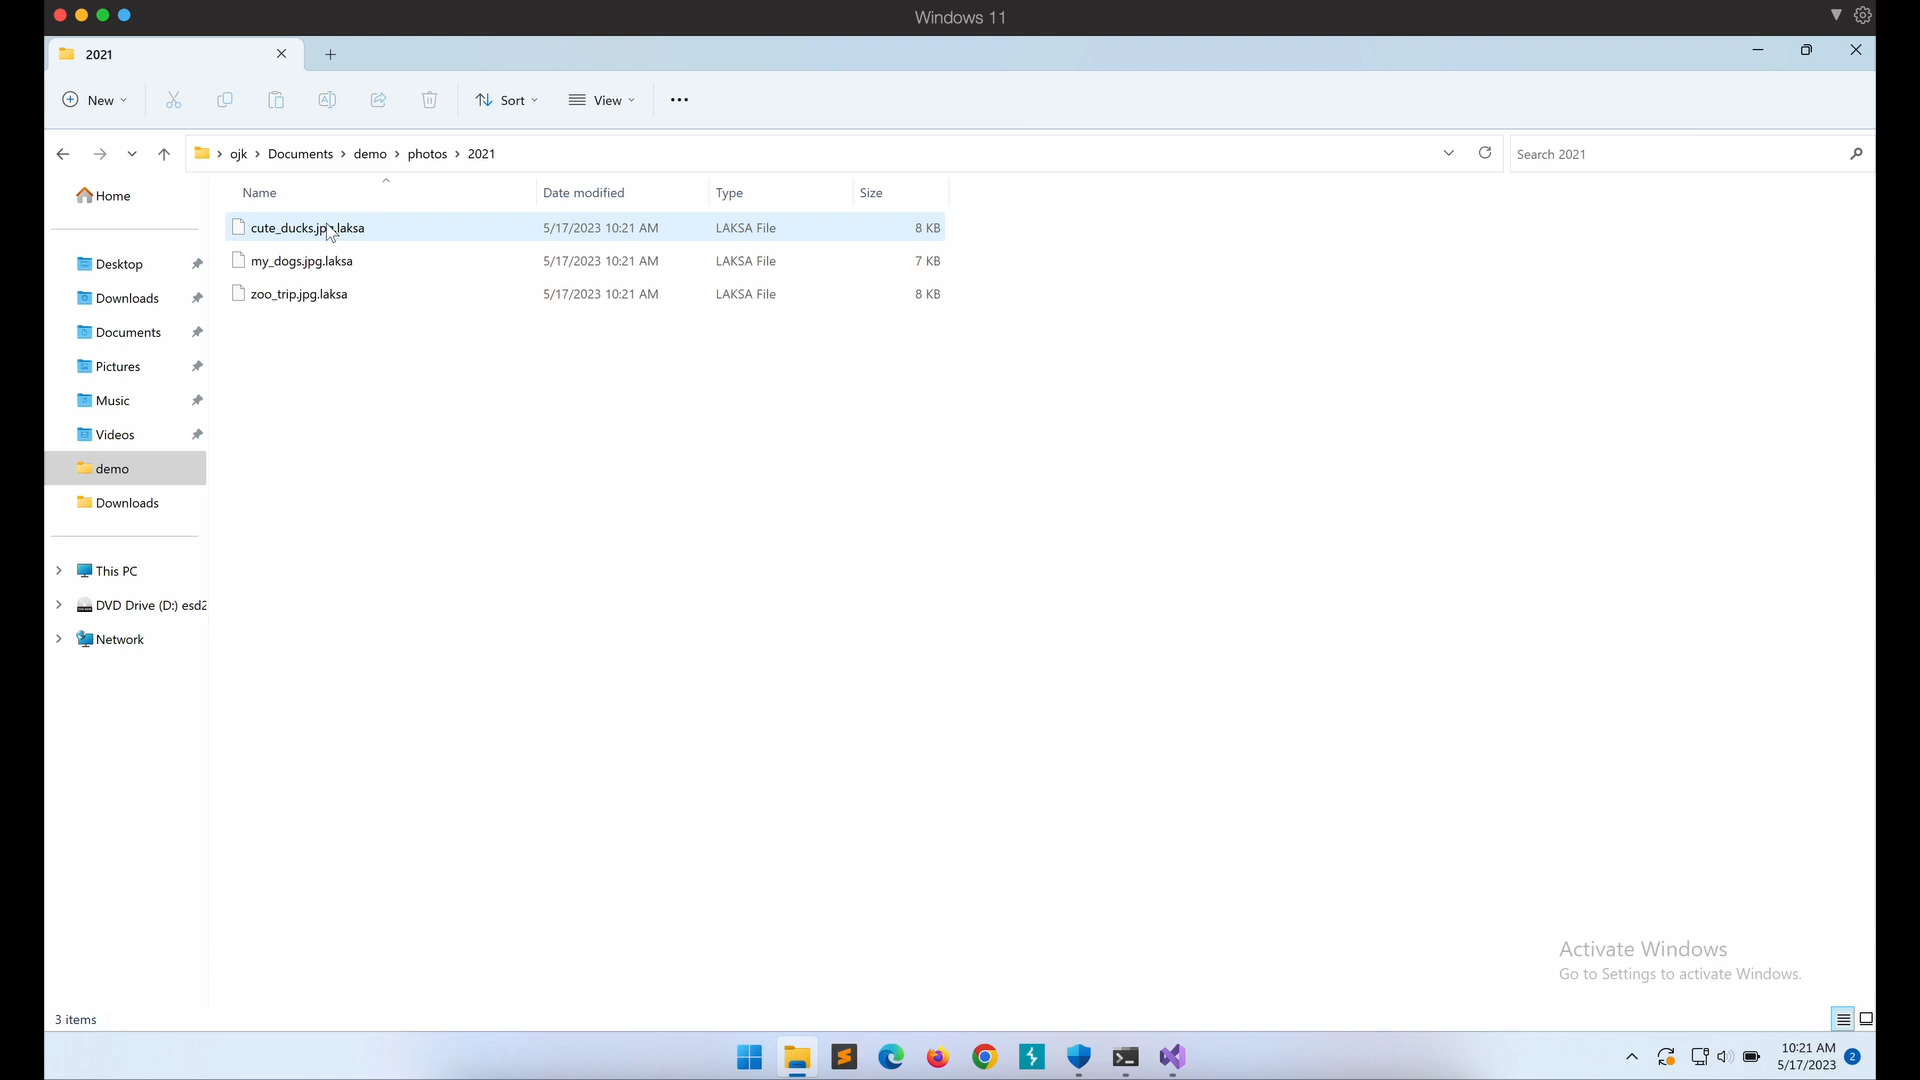 Windows 11
2021
New
Sort
View
ojk > Documents > demo > photos > 2021
Search 2021
Home
Name Date modified Type Size
cute_ducks.jpg.laksa 5/17/2023 10:21 AM LAKSA File 8 KB
my_dogs.jpg.laksa 5/17/2023 10:21 AM LAKSA File 7 KB
zoo_trip.jpg.laksa 5/17/2023 10:21 AM LAKSA File 8 KB
Desktop
Downloads
Documents
Pictures
Music
Videos
demo
Downloads
This PC
DVD Drive (D:) esd2
Network
Activate Windows
Go to Settings to activate Windows.
3 items
10:21 AM
5/17/2023
2